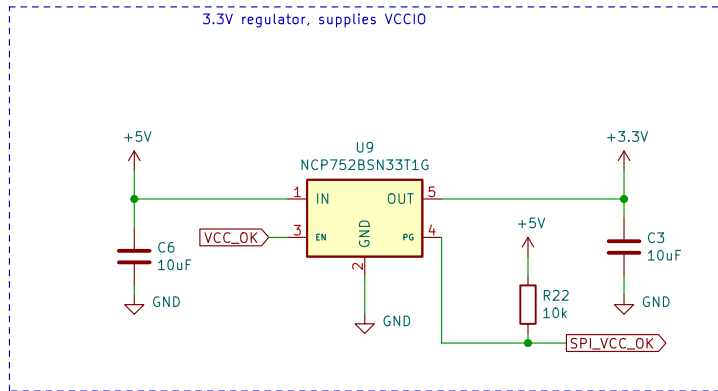 3.3V regulator, supplies VCCIO
+5V
U9
NCP752BSN33T1G
+3.3V
1 IN OUT 5
VCC_OK 3 EN GND PG 4
2
+5V
C6
10uF
C3
10uF
GND
GND
R22
10k
GND
SPI_VCC_OK